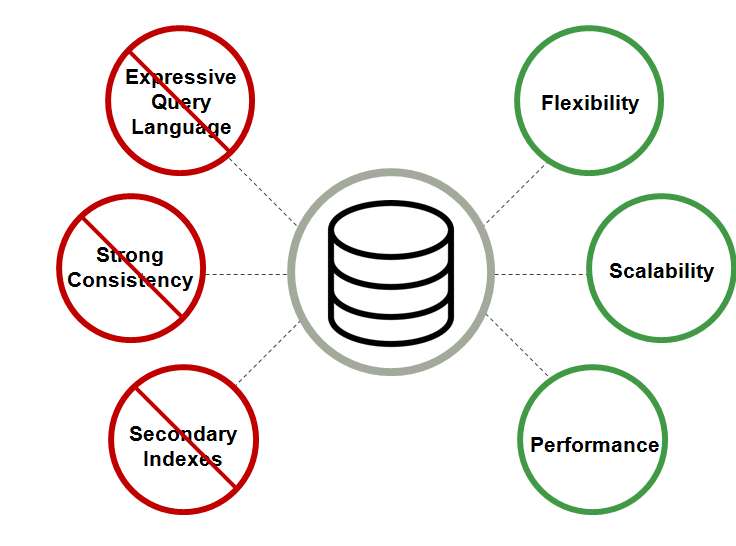 Expressive
Query
Language
Flexibility
Strong
Consistency
Scalability
Secondary
Indexes
Performance